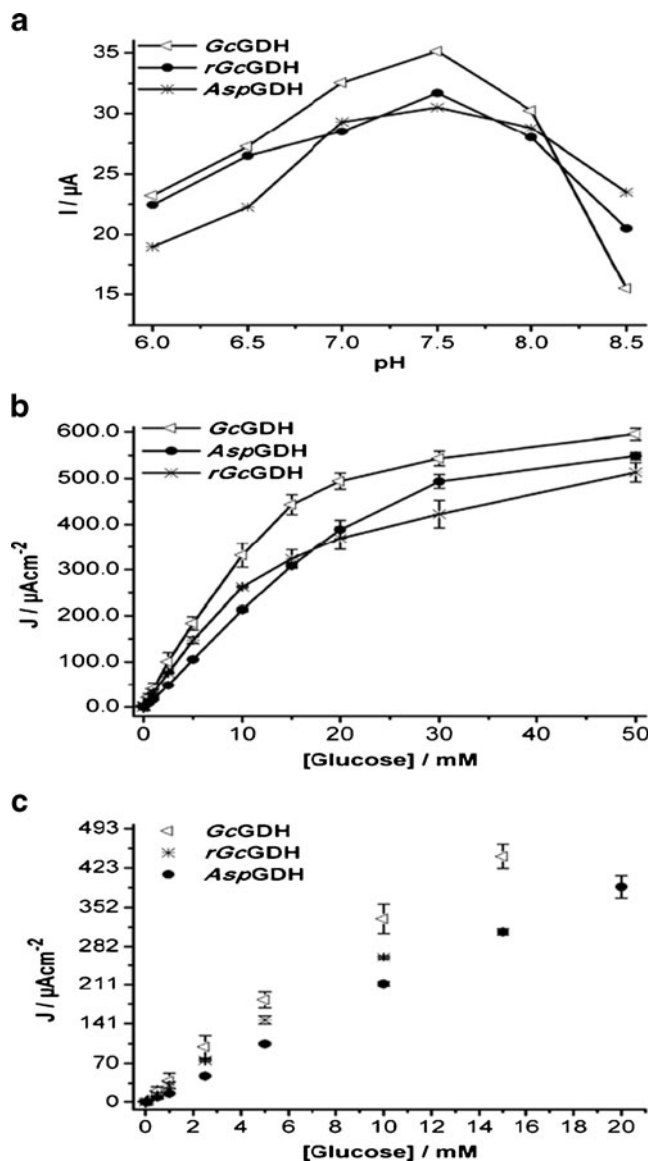 a
GcGDH
rGcGDH
AspGDH
35
30
25
20
15
I / µA
6.0 6.5 7.0 7.5 8.0 8.5
pH
b
GcGDH
AspGDH
rGcGDH
600.0
500.0
400.0
300.0
200.0
100.0
0.0
J / µAcm-2
0 10 20 30 40 50
[Glucose] / mM
c
GcGDH
rGcGDH
AspGDH
493
423
352
282
211
141
70
0
J / µAcm-2
0 2 4 6 8 10 12 14 16 18 20
[Glucose] / mM